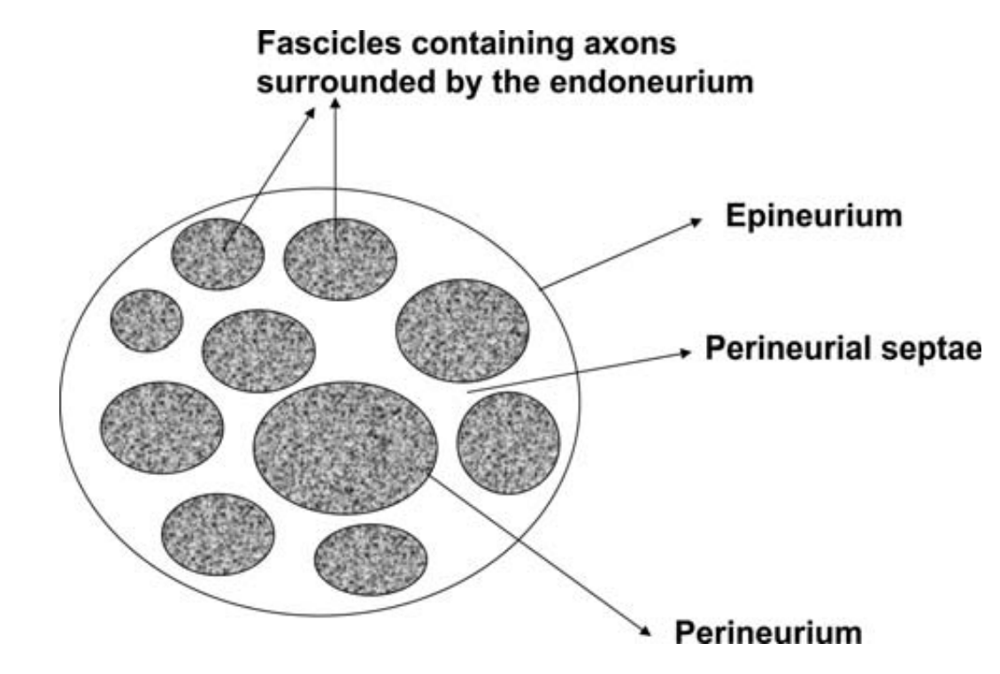 Fascicles containing axons
surrounded by the endoneurium
Epineurium
Perineurial septae
Perineurium